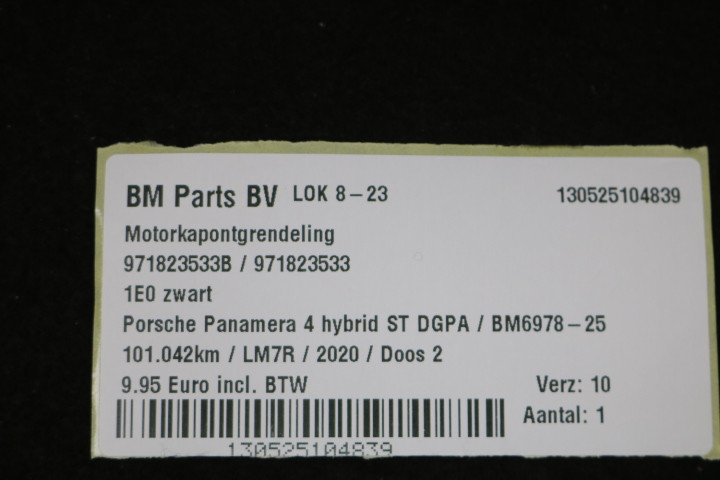 BM Parts BV LOK 8-23 130525104839
Motorkapontgrendeling
971823533B / 971823533
1E0 zwart
Porsche Panamera 4 hybrid ST DGPA / BM6978-25
101.042km / LM7R / 2020 / Doos 2
9.95 Euro incl. BTW Verz: 10
Aantal: 1
130525104839